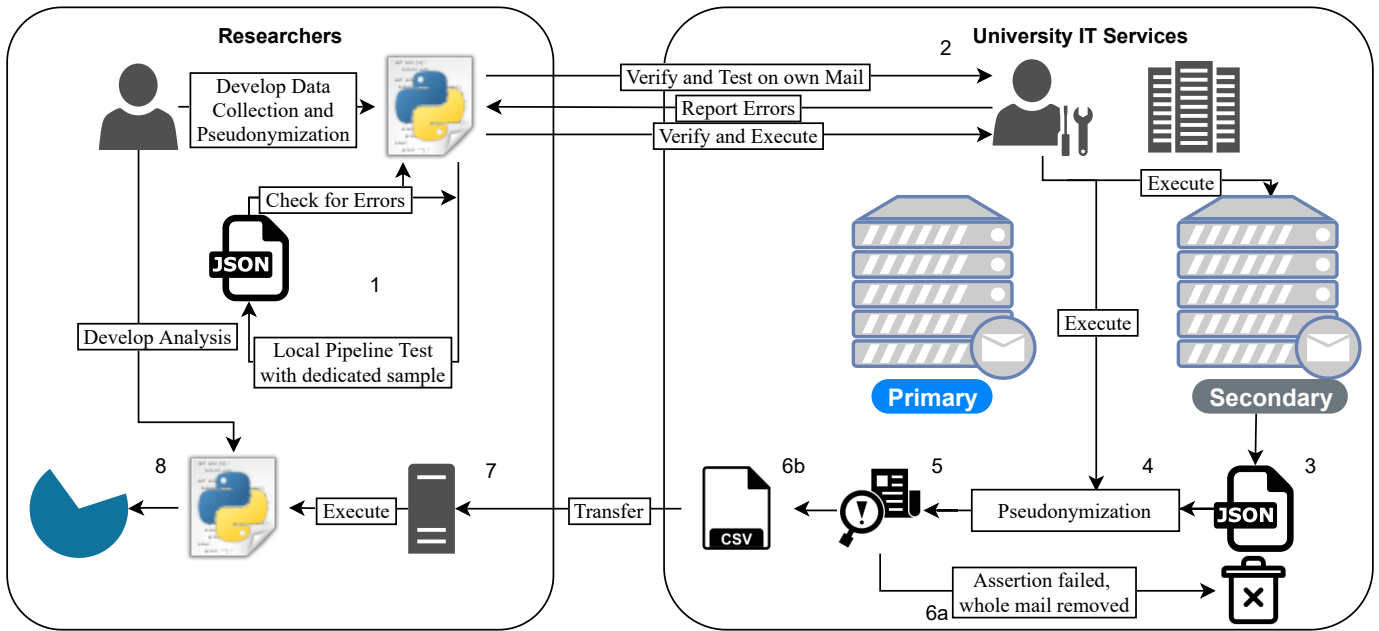 Researchers
University IT Services
2
Develop Data
Collection and
Pseudonymization
Verify and Test on own Mail
Report Errors
Verify and Execute
Execute
Check for Errors
JSON
1
Develop Analysis
Local Pipeline Test
with dedicated sample
Execute
Primary
Secondary
8
7
6b
5
4
3
Execute
Transfer
CSV
Pseudonymization
JSON
Assertion failed,
whole mail removed
6a